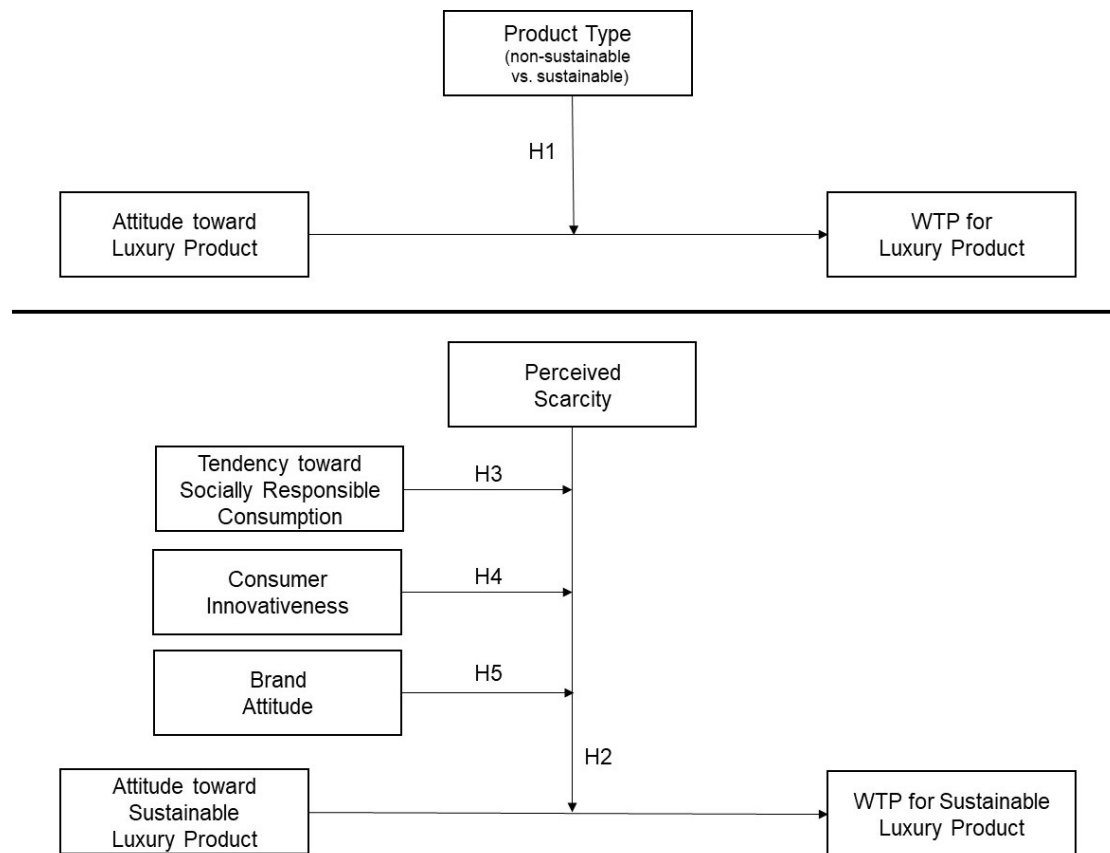 Product Type
(non-sustainable
vs. sustainable)
H1
Attitude toward
Luxury Product
WTP for
Luxury Product
Perceived
Scarcity
Tendency toward
Socially Responsible
Consumption
H3
Consumer
Innovativeness
H4
Brand
Attitude
H5
H2
Attitude toward
Sustainable
Luxury Product
WTP for Sustainable
Luxury Product